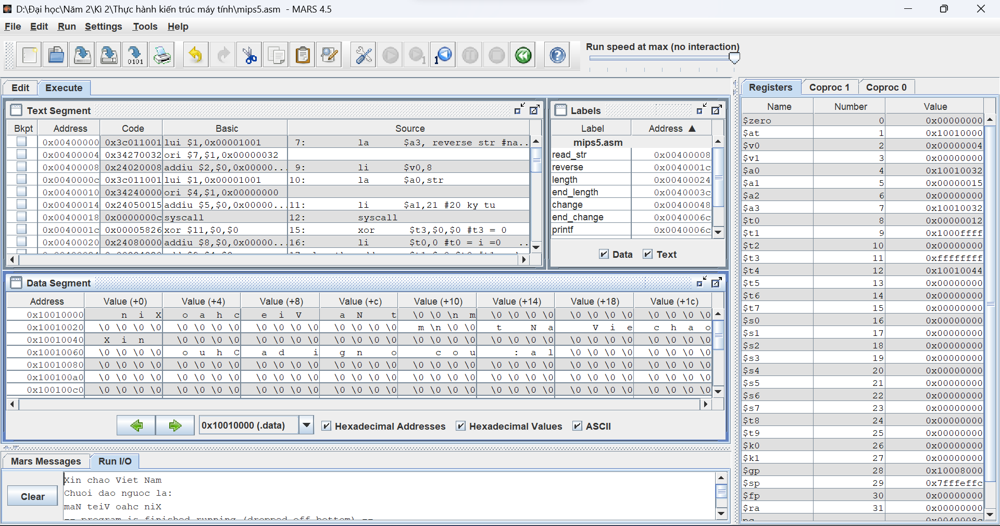 D:\Đại học\Năm 2\Kì 2\Thực hành kiến trúc máy tính\mips5.asm - MARS 4.5
File Edit Run Settings Tools Help
Run speed at max (no interaction)
Edit Execute
Text Segment
Bkpt Address Code Basic Source
0x00400000 0x3c011001 lui $1,0x00001001 7: la $a3, reverse str #na..
0x00400004 0x34270032 ori $7,$1,0x00000032
0x00400008 0x24020008 addiu $2,$0,0x00000... 9: li $v0,8
0x0040000c 0x3c011001 lui $1,0x00001001 10: la $a0,str
0x00400010 0x34240000 ori $4,$1,0x00000000
0x00400014 0x24050015 addiu $5,$0,0x00000... 11: li $a1,21 #20 ky tu
0x00400018 0x0000000c syscall 12: syscall
0x0040001c 0x00005826 xor $11,$0,$0 15: xor $t3,$0,$0 #t3 = 0
0x00400020 0x24080000 addiu $8,$0,0x00000... 16: li $t0,0 #t0 = i =0 ..
Labels
Label Address ▲
mips5.asm
read_str 0x00400008
reverse 0x0040001c
length 0x00400024
end_length 0x0040003c
change 0x00400048
end_change 0x0040006c
printf 0x0040006c
Data Text
Data Segment
Address Value (+0) Value (+4) Value (+8) Value (+c) Value (+10) Value (+14) Value (+18) Value (+1c)
0x10010000 n i X o a h c e i V a N t \0 \0 \n m \0 \0 \0 \0 \0 \0 \0 \0 \0 \0 \0 \0
0x10010020 \0 \0 \0 \0 \0 \0 \0 \0 \0 \0 \0 \0 \0 \0 \0 \0 m \n \0 \0 t N a V i e c h a o
0x10010040 X i n \0 \0 \0 \0 \0 \0 \0 \0 \0 \0 \0 \0 \0 \0 \0 \0 \0 \0 \0 \0 \0 \0 \0 \0 \0 \0 \0 \0
0x10010060 \0 \0 \0 \0 o u h C a d i g n o c o u : a l \0 \0 \0 \0 \0 \0 \0 \0
0x10010080 \0 \0 \0 \0 \0 \0 \0 \0 \0 \0 \0 \0 \0 \0 \0 \0 \0 \0 \0 \0 \0 \0 \0 \0 \0 \0 \0 \0 \0 \0 \0 \0
0x100100a0 \0 \0 \0 \0 \0 \0 \0 \0 \0 \0 \0 \0 \0 \0 \0 \0 \0 \0 \0 \0 \0 \0 \0 \0 \0 \0 \0 \0 \0 \0 \0 \0
0x100100c0 \0 \0 \0 \0 \0 \0 \0 \0 \0 \0 \0 \0 \0 \0 \0 \0 \0 \0 \0 \0 \0 \0 \0 \0 \0 \0 \0 \0 \0 \0 \0 \0
0x10010000 (.data) Hexadecimal Addresses Hexadecimal Values ASCII
Mars Messages Run I/O
Clear
Xin chao Viet Nam
Chuoi dao nguoc la:
maN teiV oahc niX
-- program is finished running (dropped off bottom) --
Registers Coproc 1 Coproc 0
Name Number Value
$zero 0 0x00000000
$at 1 0x10010000
$v0 2 0x00000004
$v1 3 0x00000000
$a0 4 0x10010032
$a1 5 0x00000015
$a2 6 0x00000000
$a3 7 0x10010032
$t0 8 0x00000012
$t1 9 0x1000ffff
$t2 10 0x00000000
$t3 11 0xffffffff
$t4 12 0x10010044
$t5 13 0x00000000
$t6 14 0x00000000
$t7 15 0x00000000
$s0 16 0x00000000
$s1 17 0x00000000
$s2 18 0x00000000
$s3 19 0x00000000
$s4 20 0x00000000
$s5 21 0x00000000
$s6 22 0x00000000
$s7 23 0x00000000
$t8 24 0x00000000
$t9 25 0x00000000
$k0 26 0x00000000
$k1 27 0x00000000
$gp 28 0x10008000
$sp 29 0x7fffeffc
$fp 30 0x00000000
$ra 31 0x00000000